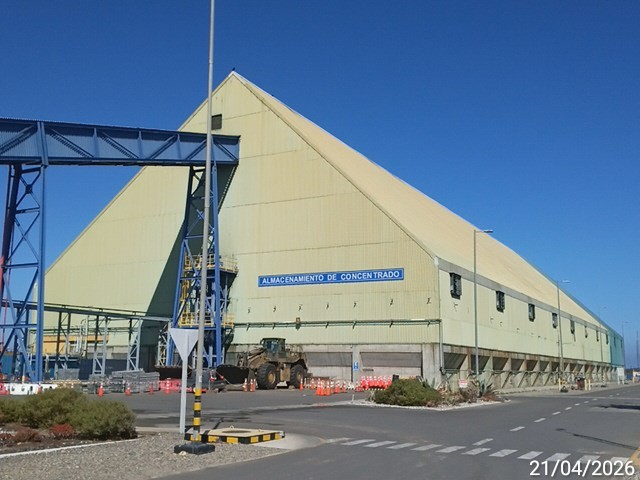 ALMACENAMIENTO DE CONCENTRADO
21/04/2026